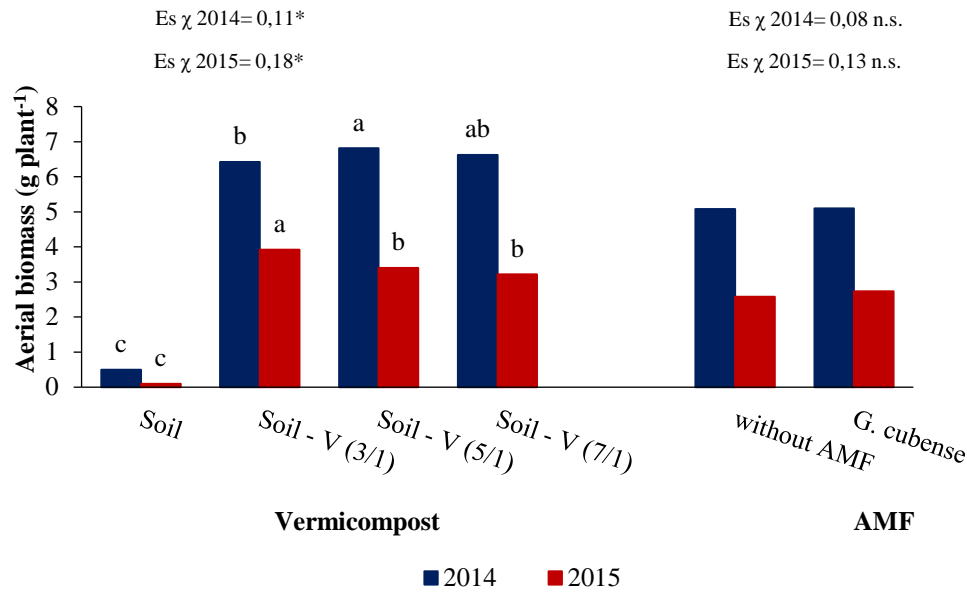 Es χ 2014= 0,11*
Es χ 2014= 0,08 n.s.
Es χ 2015= 0,18*
Es χ 2015= 0,13 n.s.
Aerial biomass (g plant⁻¹)
8
7
6
5
4
3
2
1
0
c
c
b
a
a
b
ab
b
Soil
Soil - V (3/1)
Soil - V (5/1)
Soil - V (7/1)
without AMF
G. cubense
Vermicompost
AMF
2014
2015